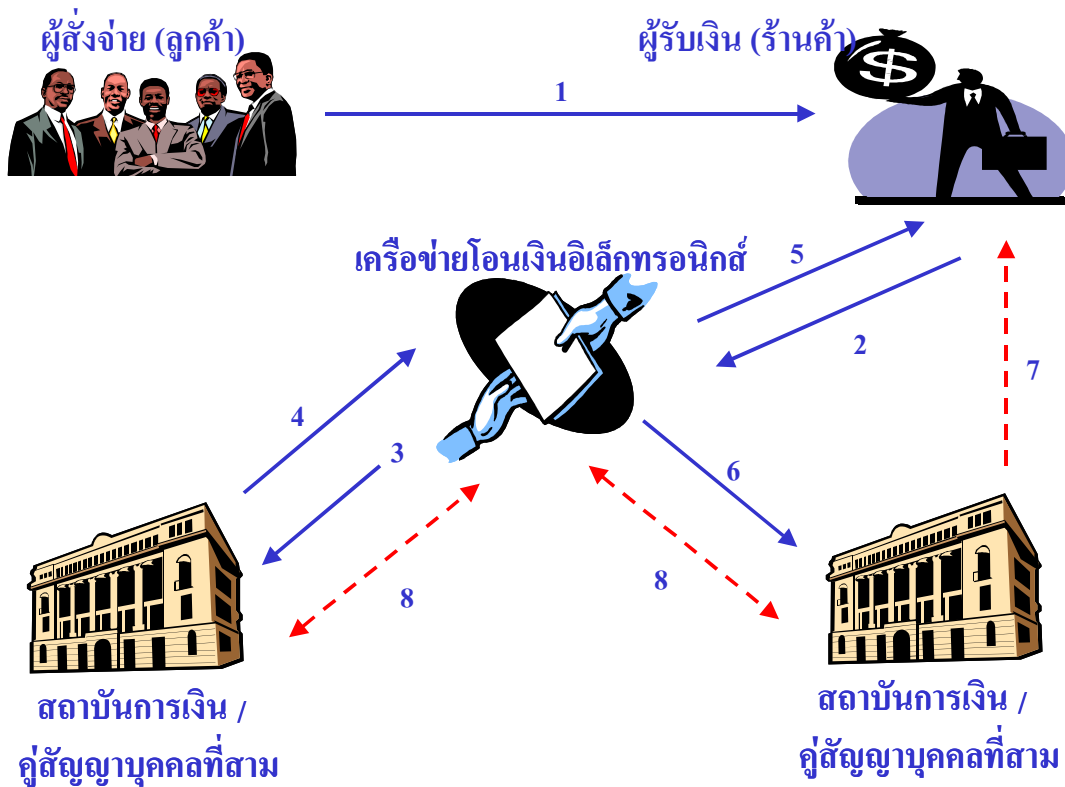 ผู้สั่งจ่าย (ลูกค้า)
ผู้รับเงิน (ร้านค้า)
$
1
เครือข่ายโอนเงินอิเล็กทรอนิกส์
5
2
7
4
3
6
8
8
สถาบันการเงิน /
คู่สัญญาบุคคลที่สาม
สถาบันการเงิน /
คู่สัญญาบุคคลที่สาม